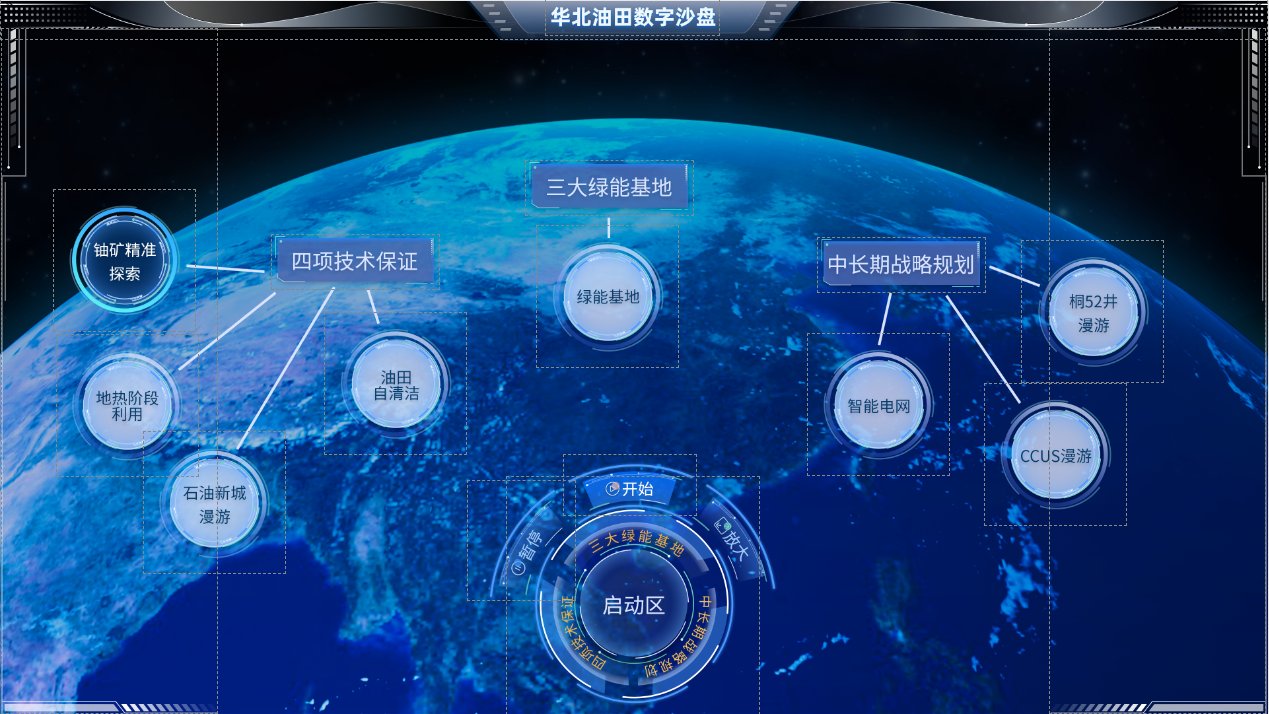 华北油田数字沙盘
三大绿能基地
绿能基地
四项技术保证
铀矿精准
探索
地热阶段
利用
石油新城
漫游
油田
自清洁
中长期战略规划
桐52井
漫游
智能电网
CCUS漫游
开始
暂停
放大
三大绿能基地
启动区
四项技术保证
中长期战略规划